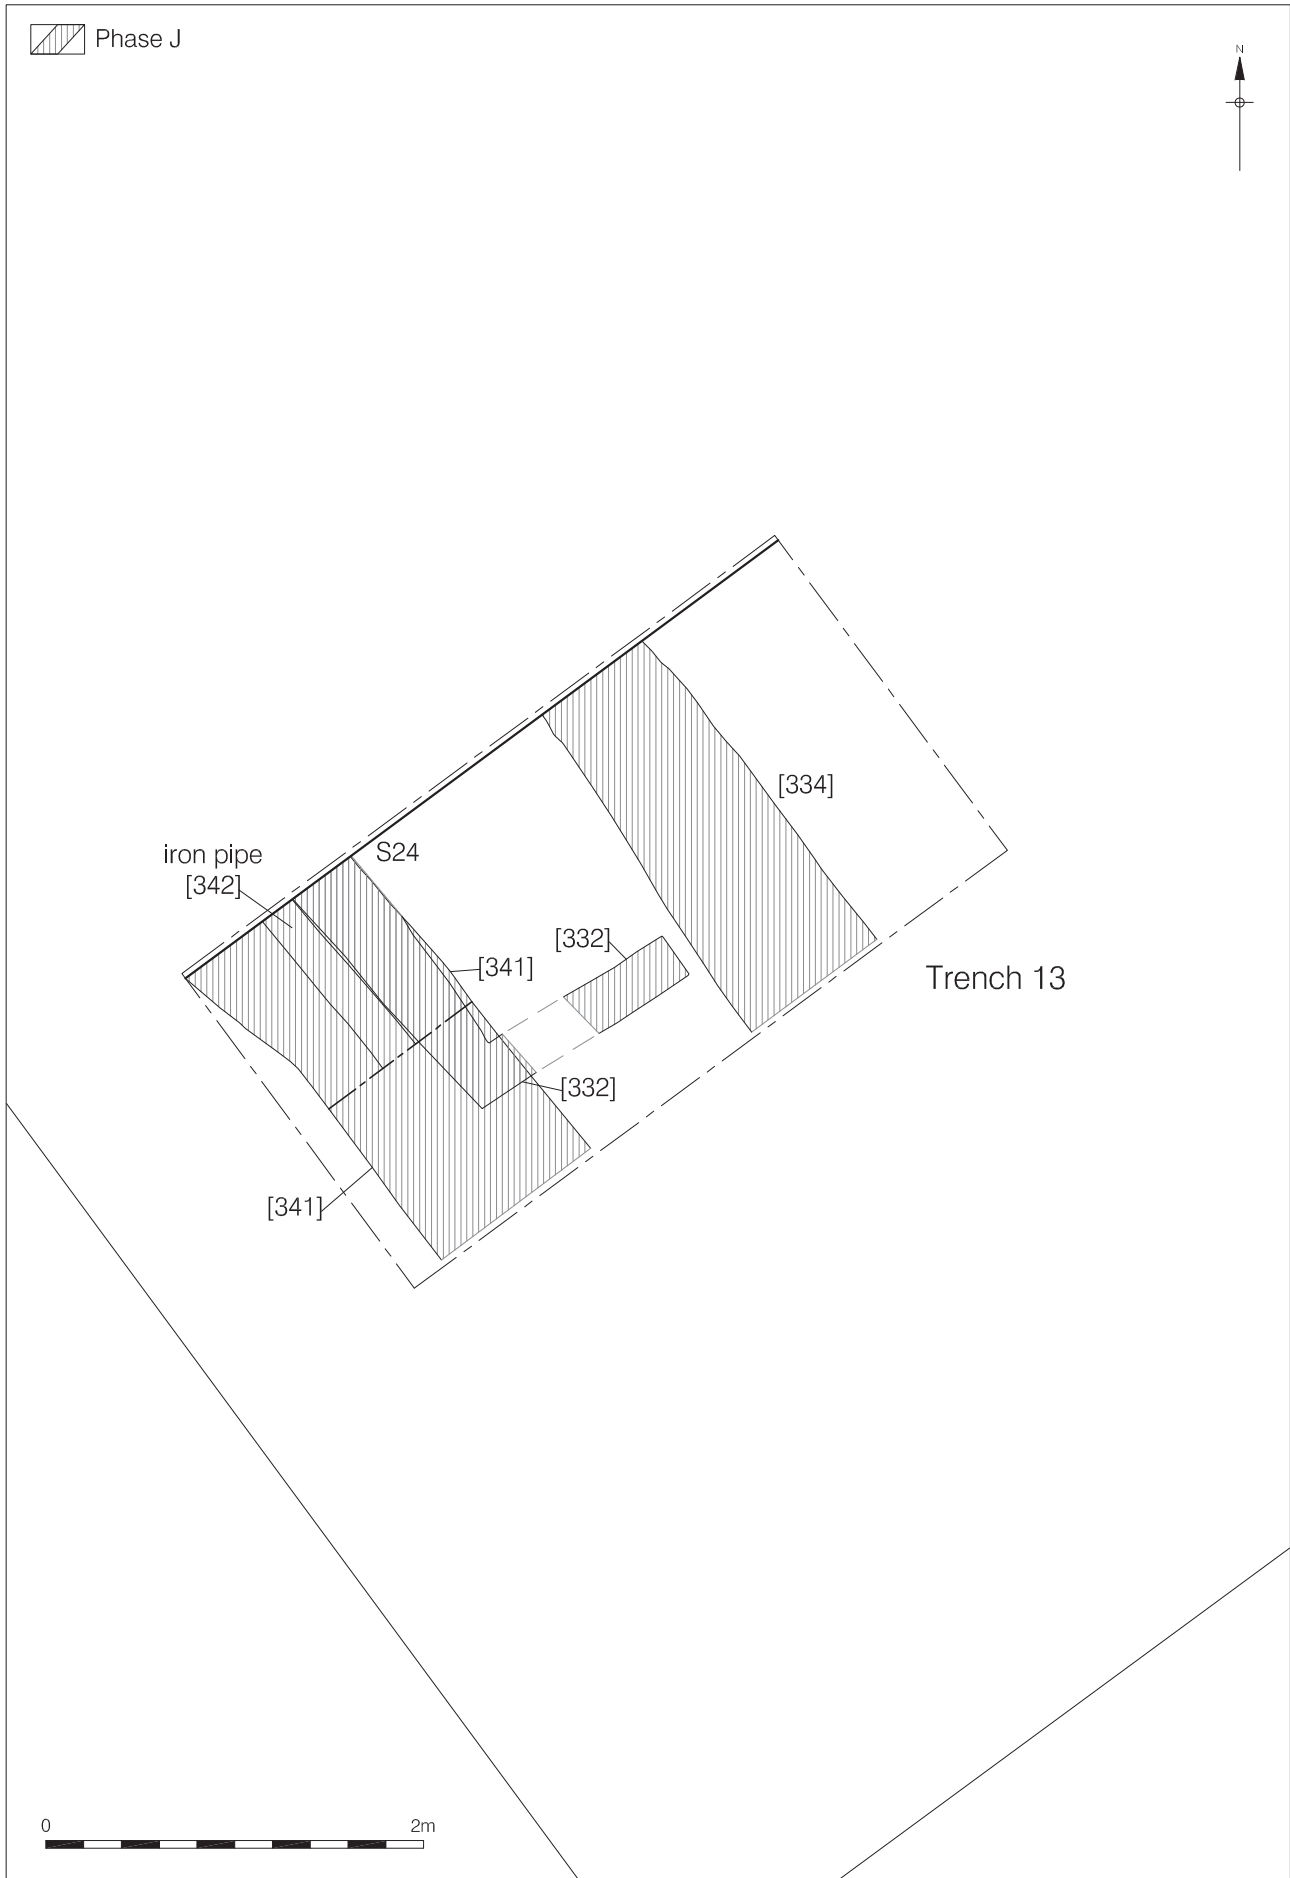 Phase J
N
[334]
S24
iron pipe
[342]
[332]
[341]
Trench 13
[332]
[341]
0 2m